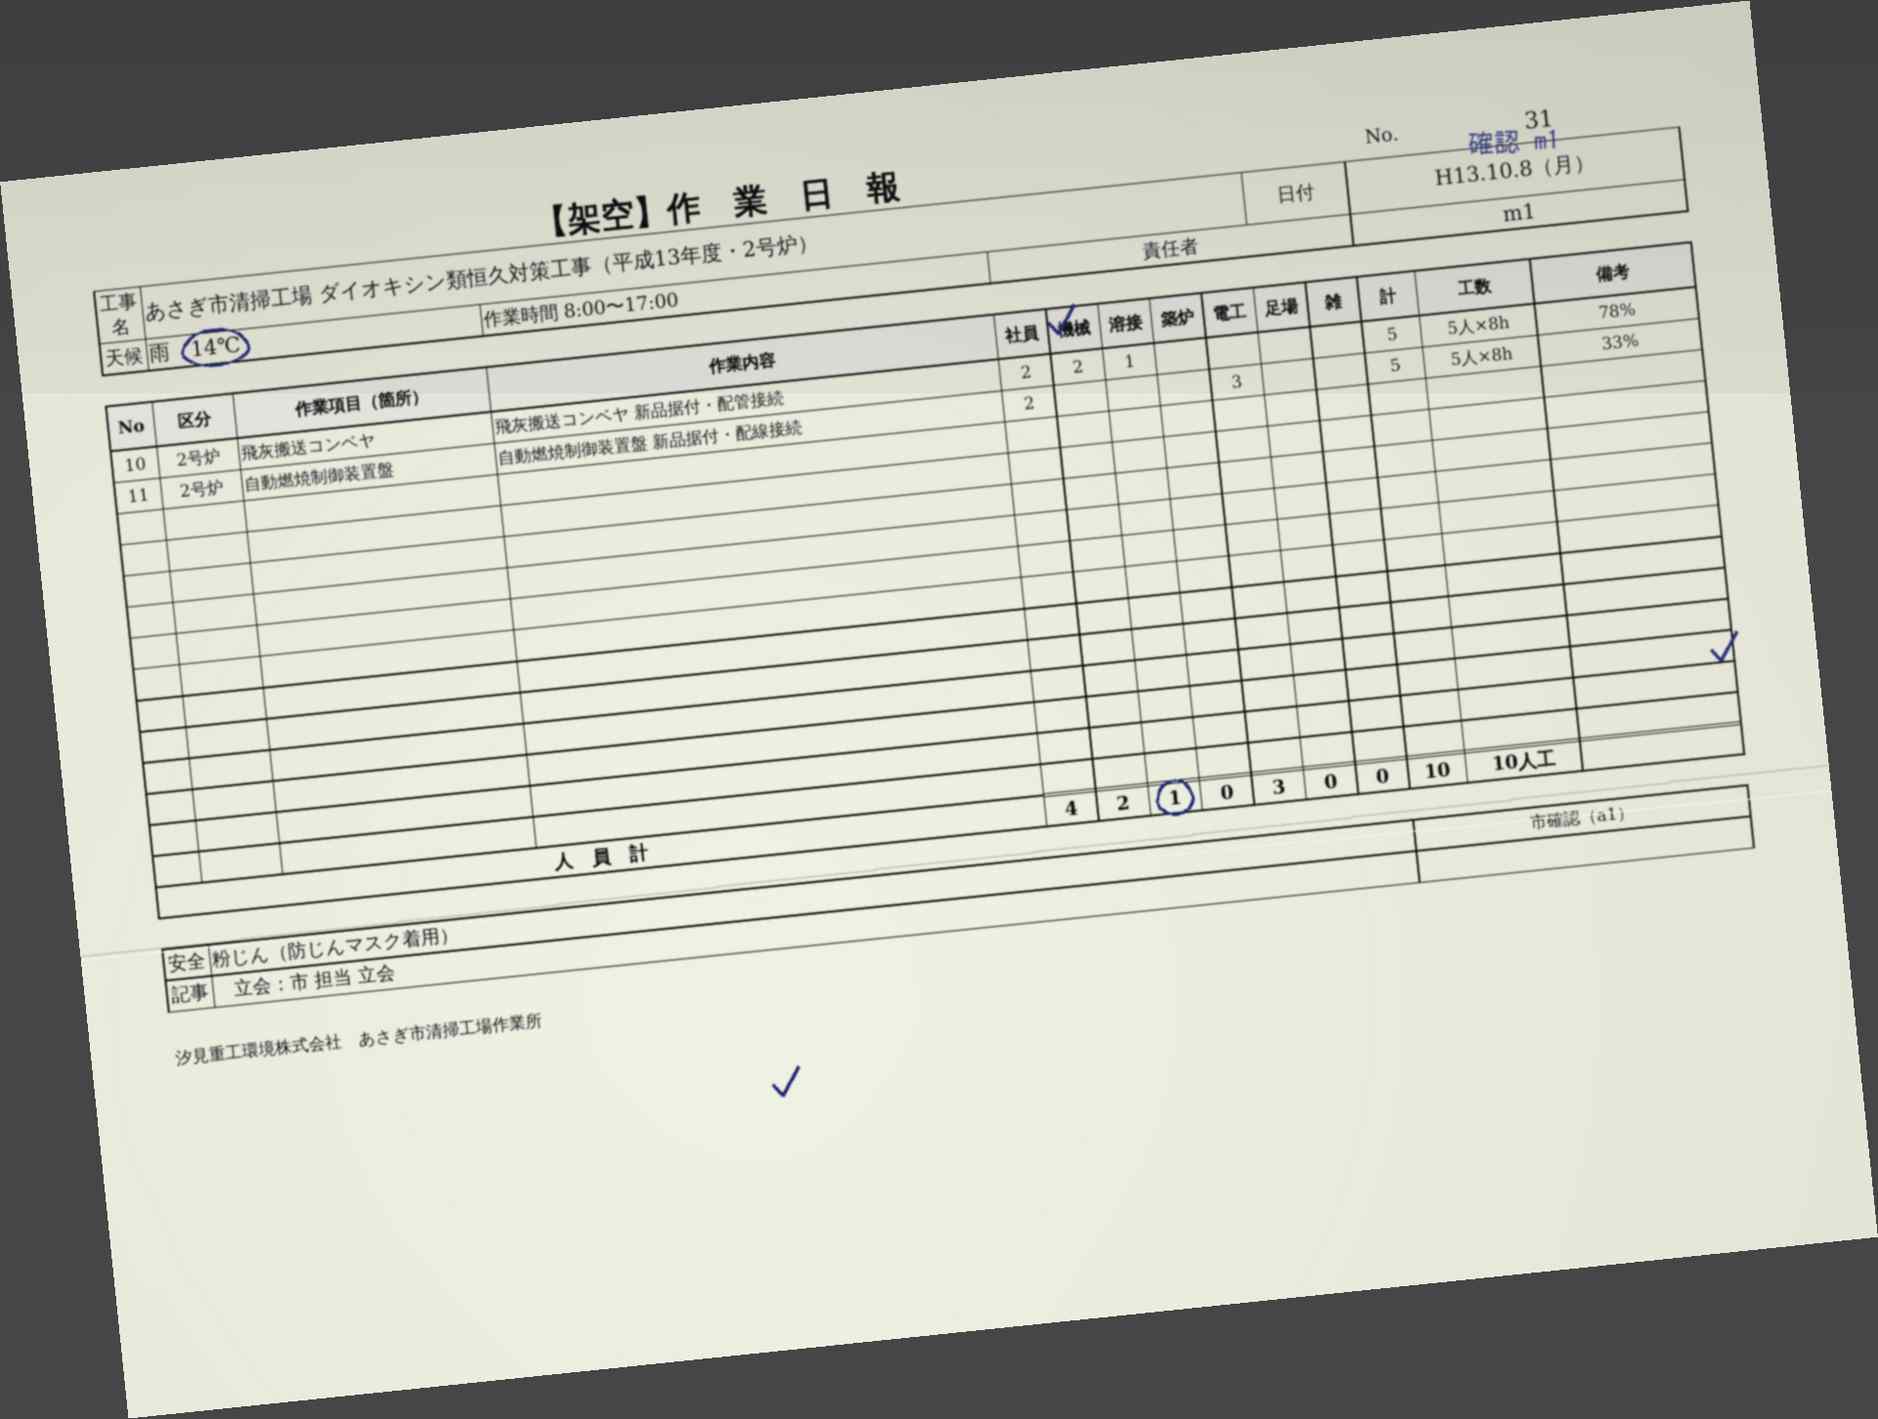 No. 31
確認 m1
【架空】作 業 日 報
工事名 あさぎ市清掃工場 ダイオキシン類恒久対策工事（平成13年度・2号炉） 日付 H13.10.8（月）
天候 雨 14℃ 作業時間 8:00〜17:00 責任者 m1
No 区分 作業項目（箇所） 作業内容 社員 機械 溶接 築炉 電工 足場 雑 計 工数 備考
10 2号炉 飛灰搬送コンベヤ 飛灰搬送コンベヤ 新品据付・配管接続 2 2 1 5 5人×8h 78%
11 2号炉 自動燃焼制御装置盤 自動燃焼制御装置盤 新品据付・配線接続 2 3 5 5人×8h 33%
人 員 計 4 2 1 0 3 0 0 10 10人工
安全 粉じん（防じんマスク着用） 市確認（a1）
記事 立会：市 担当 立会
汐見重工環境株式会社 あさぎ市清掃工場作業所